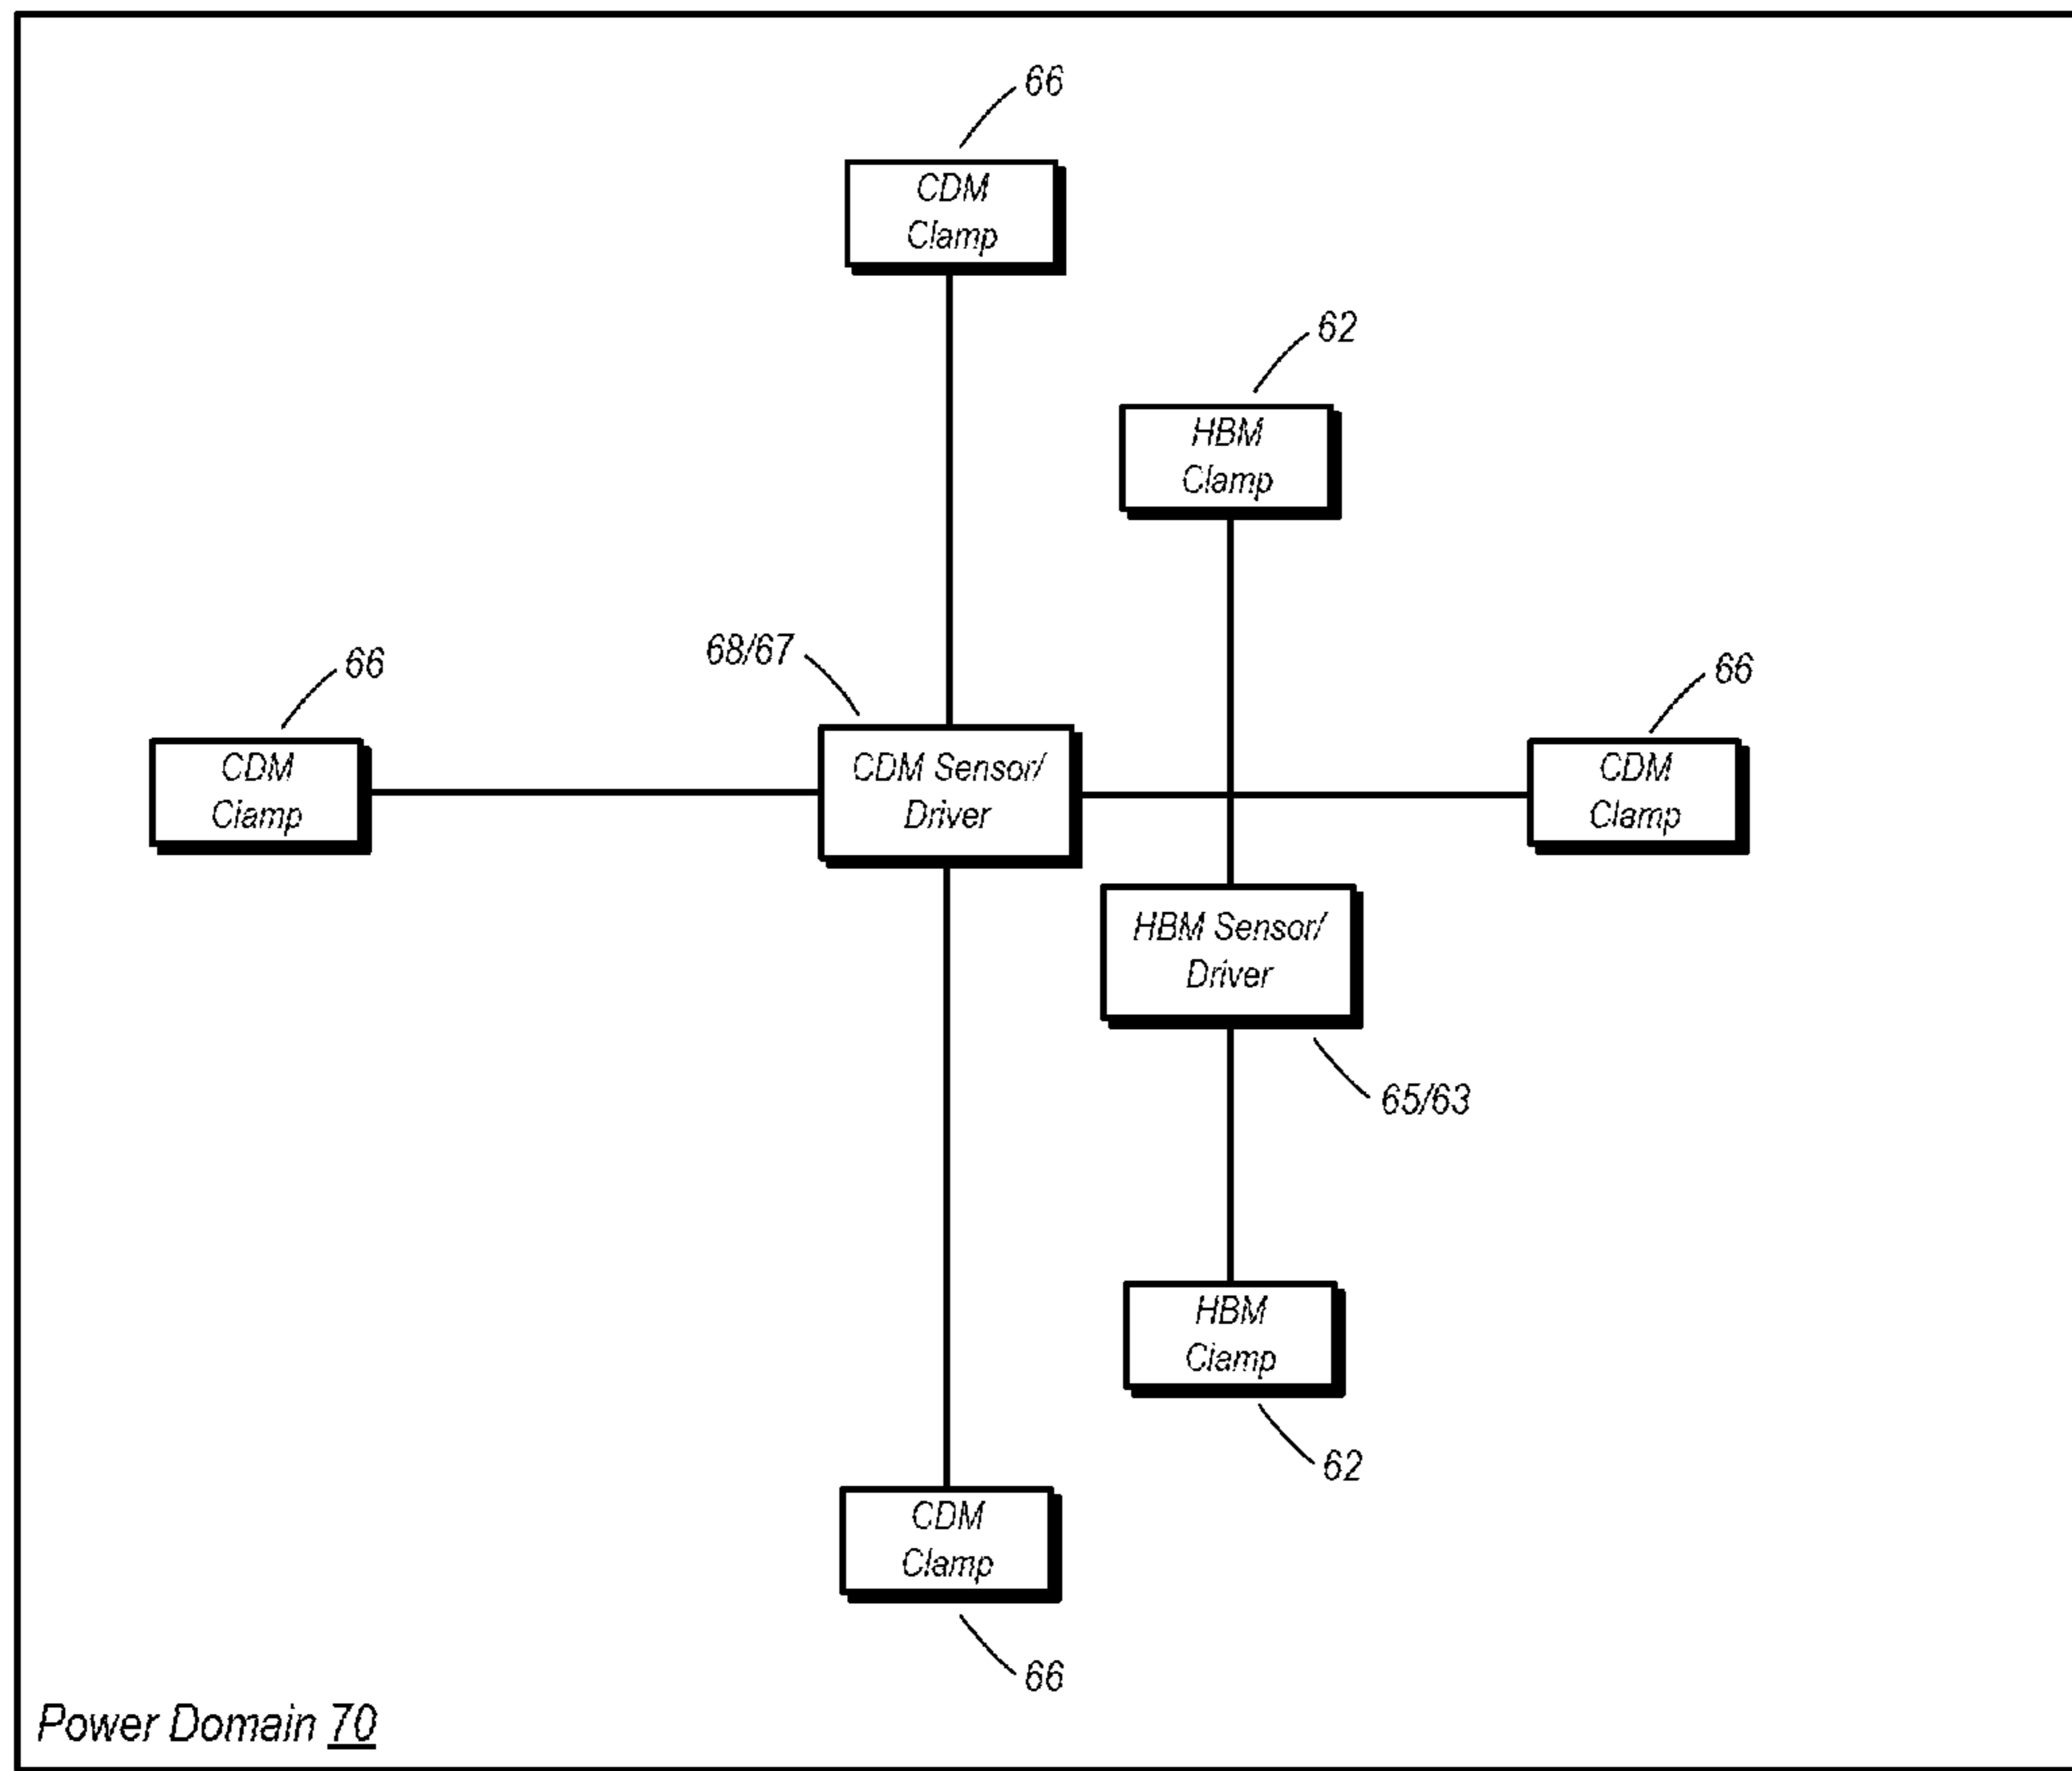 66
CDM
Clamp
62
HBM
Clamp
68/67
66
66
CDM
Clamp
CDM Sensor/
Driver
CDM
Clamp
HBM Sensor/
Driver
65/63
HBM
Clamp
62
CDM
Clamp
66
Power Domain 70